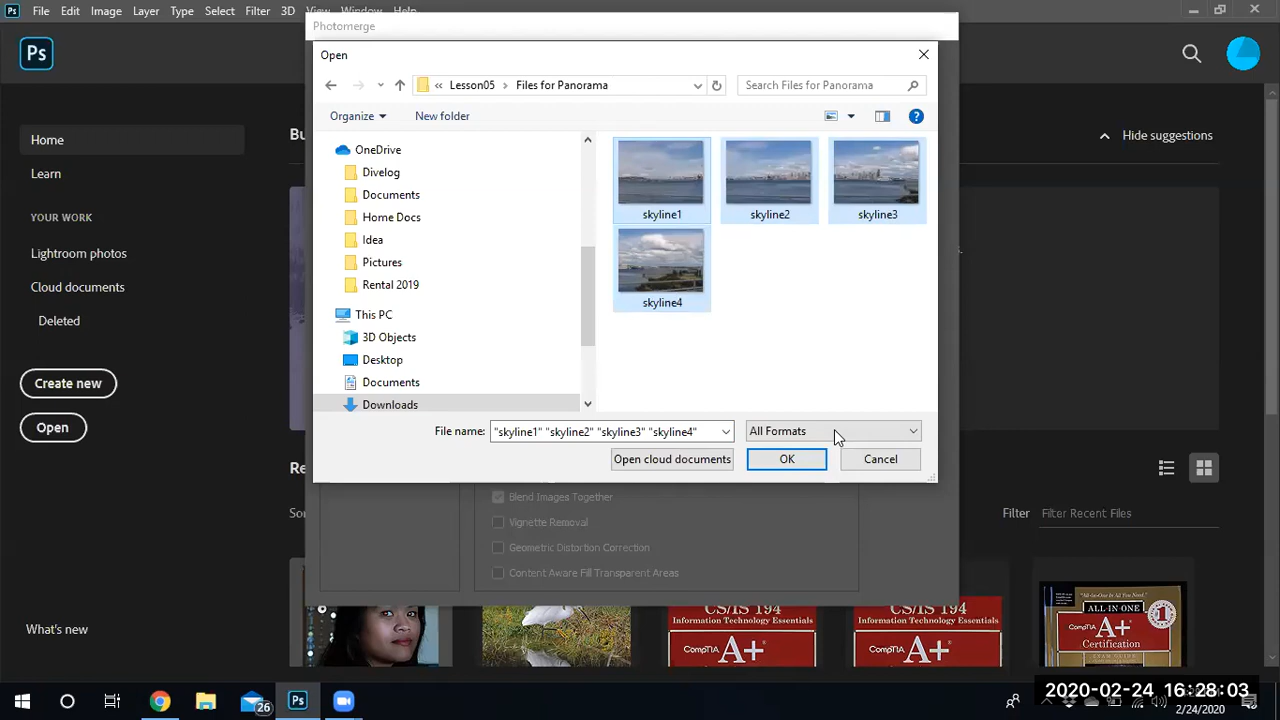 File Edit Image Layer Type Select Filter 3D View Window Help
Photomerge
Ps
Open
Lesson05 Files for Panorama
Search Files for Panorama
Organize
New folder
Home
Learn
YOUR WORK
Lightroom photos
Cloud documents
Deleted
Create new
Open
What's new
Hide suggestions
OneDrive
Divelog
Documents
Home Docs
Idea
Pictures
Rental 2019
This PC
3D Objects
Desktop
Documents
Downloads
skyline1
skyline2
skyline3
skyline4
File name:
"skyline1" "skyline2" "skyline3" "skyline4"
All Formats
Open cloud documents
OK
Cancel
Blend Images Together
Vignette Removal
Geometric Distortion Correction
Content Aware Fill Transparent Areas
Filter
Filter Recent Files
CS/IS 194
Information Technology Essentials
CompTIA A+
CS/IS 194
Information Technology Essentials
CompTIA A+
ALL-IN-ONE
CompTIA
A+
Certification
Ps
26
2020-02-24 16:28:03
2/24/2020